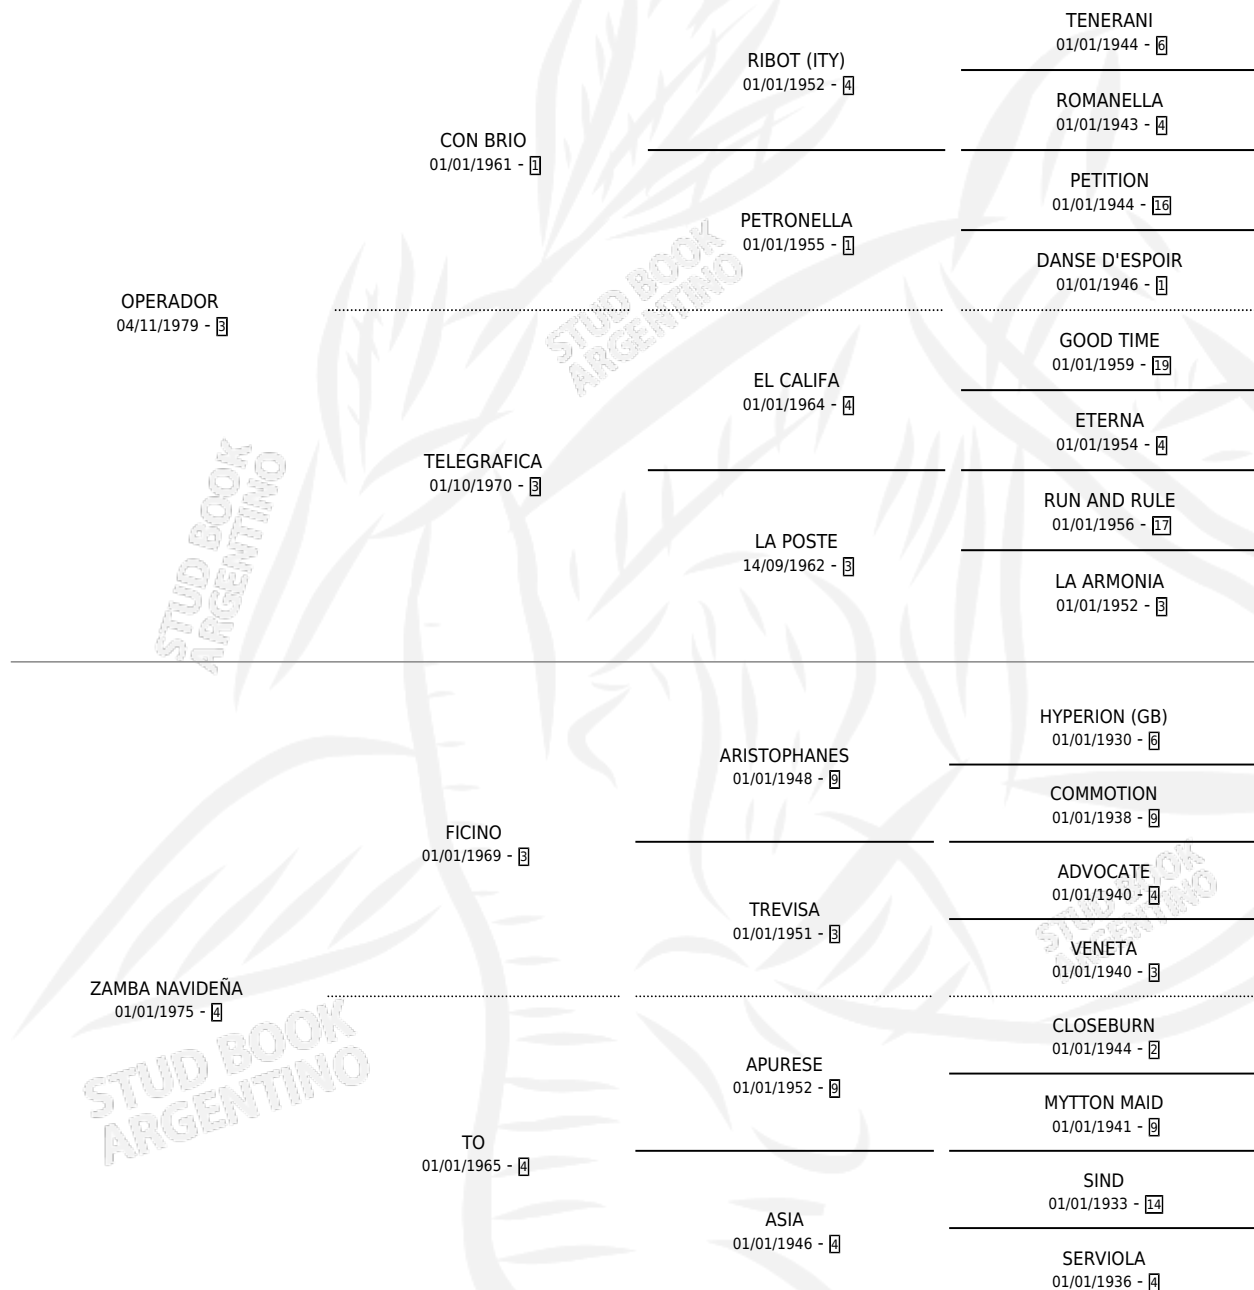 TENERANI
01/01/1944 - 6
RIBOT (ITY)
01/01/1952 - 4
ROMANELLA
01/01/1943 - 4
CON BRIO
01/01/1961 - 1
PETITION
01/01/1944 - 16
PETRONELLA
01/01/1955 - 1
DANSE D'ESPOIR
01/01/1946 - 1
OPERADOR
04/11/1979 - 3
GOOD TIME
01/01/1959 - 19
EL CALIFA
01/01/1964 - 4
ETERNA
01/01/1954 - 4
TELEGRAFICA
01/10/1970 - 3
RUN AND RULE
01/01/1956 - 17
LA POSTE
14/09/1962 - 3
LA ARMONIA
01/01/1952 - 3
HYPERION (GB)
01/01/1930 - 6
ARISTOPHANES
01/01/1948 - 9
COMMOTION
01/01/1938 - 9
FICINO
01/01/1969 - 3
ADVOCATE
01/01/1940 - 4
TREVISA
01/01/1951 - 3
VENETA
01/01/1940 - 3
ZAMBA NAVIDEÑA
01/01/1975 - 4
CLOSEBURN
01/01/1944 - 2
APURESE
01/01/1952 - 9
MYTTON MAID
01/01/1941 - 9
TO
01/01/1965 - 4
SIND
01/01/1933 - 14
ASIA
01/01/1946 - 4
SERVIOLA
01/01/1936 - 4
STUD BOOK
ARGENTINO
STUD BOOK
ARGENTINO
STUD BOOK
ARGENTINO
STUD BOOK
ARGENTINO